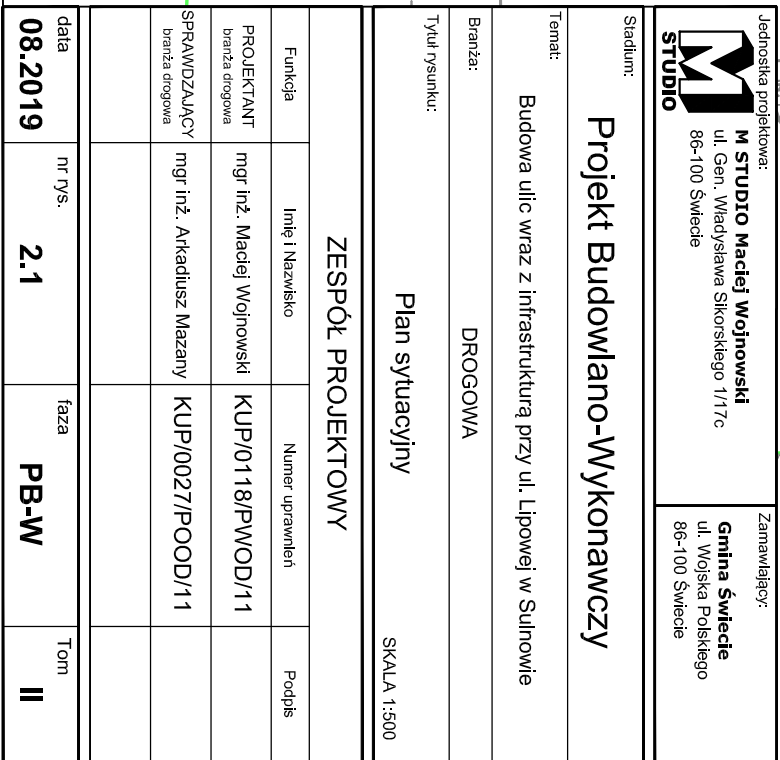 Jednostka projektowa:
M
STUDIO
M STUDIO Maciej Wojnowski
ul. Gen. Władysława Sikorskiego 1/17c
86-100 Świecie
Zamawiający:
Gmina Świecie
ul. Wojska Polskiego
86-100 Świecie
Stadium:
Projekt Budowlano-Wykonawczy
Temat:
Budowa ulic wraz z infrastrukturą przy ul. Lipowej w Sulnowie
Branża:
DROGOWA
Tytuł rysunku:
Plan sytuacyjny
SKALA 1:500
ZESPÓŁ PROJEKTOWY
Funkcja Imię i Nazwisko Numer uprawnleń Podpis
PROJEKTANT
branża drogowa
mgr inż. Maciej Wojnowski KUP/0118/PWOD/11
SPRAWDZAJĄCY
branża drogowa
mgr inż. Arkadiusz Mazany KUP/0027/POOD/11
data nr rys. faza Tom
08.2019 2.1 PB-W II